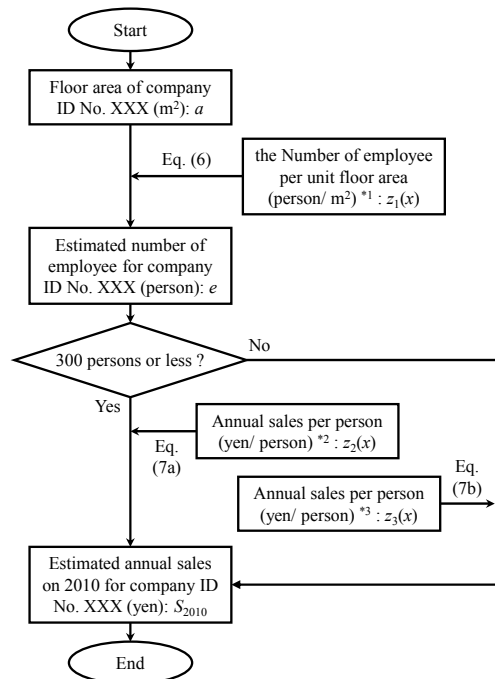 Start
Floor area of company
ID No. XXX (m²): a
Eq. (6)
the Number of employee
per unit floor area
(person/ m²) *1 : z₁(x)
Estimated number of
employee for company
ID No. XXX (person): e
300 persons or less ?
No
Yes
Annual sales per person
(yen/ person) *2 : z₂(x)
Eq.
(7a)
Annual sales per person
(yen/ person) *3 : z₃(x)
Eq.
(7b)
Estimated annual sales
on 2010 for company ID
No. XXX (yen): S₂₀₁₀
End